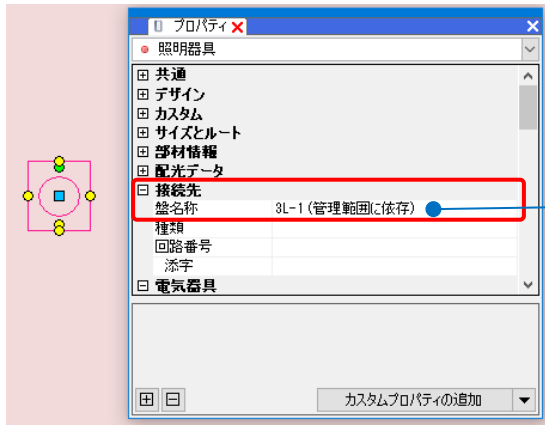 プロパティ
照明器具
共通
デザイン
カスタム
サイズとルート
部材情報
配光データ
接続先
盤名称 3L-1(管理範囲に依存)
種類
回路番号
添字
電気器具
カスタムプロパティの追加